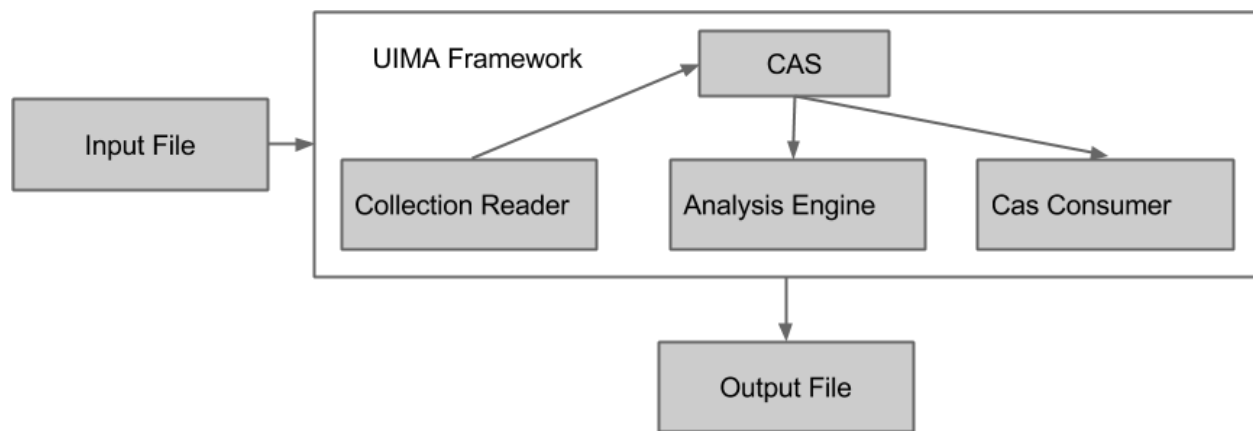 UIMA Framework
CAS
Input File
Collection Reader
Analysis Engine
Cas Consumer
Output File